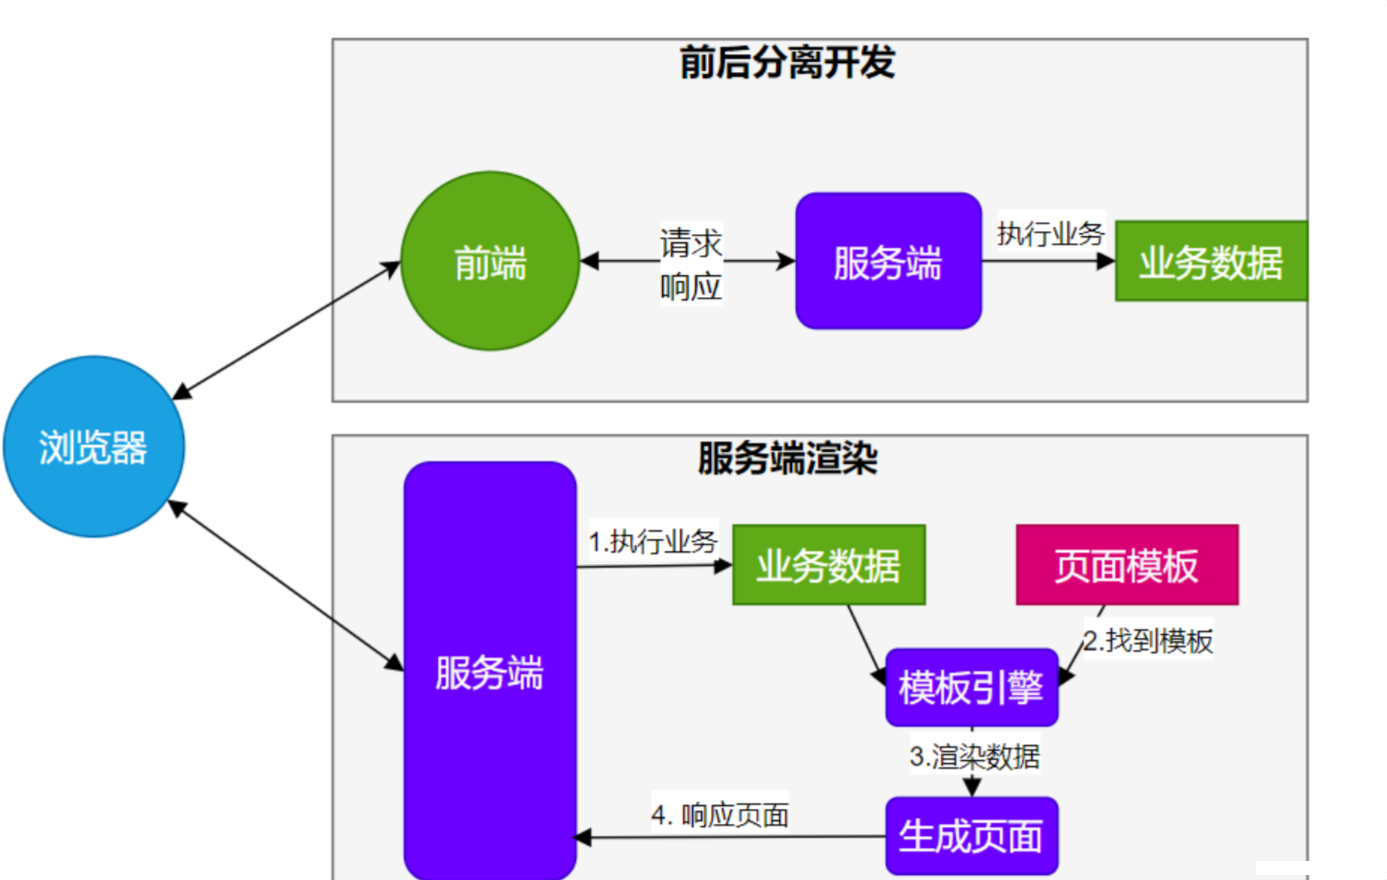 前后分离开发
前端
请求
响应
服务端
执行业务
业务数据
浏览器
服务端渲染
服务端
1.执行业务
业务数据
页面模板
2.找到模板
模板引擎
3.渲染数据
4. 响应页面
生成页面